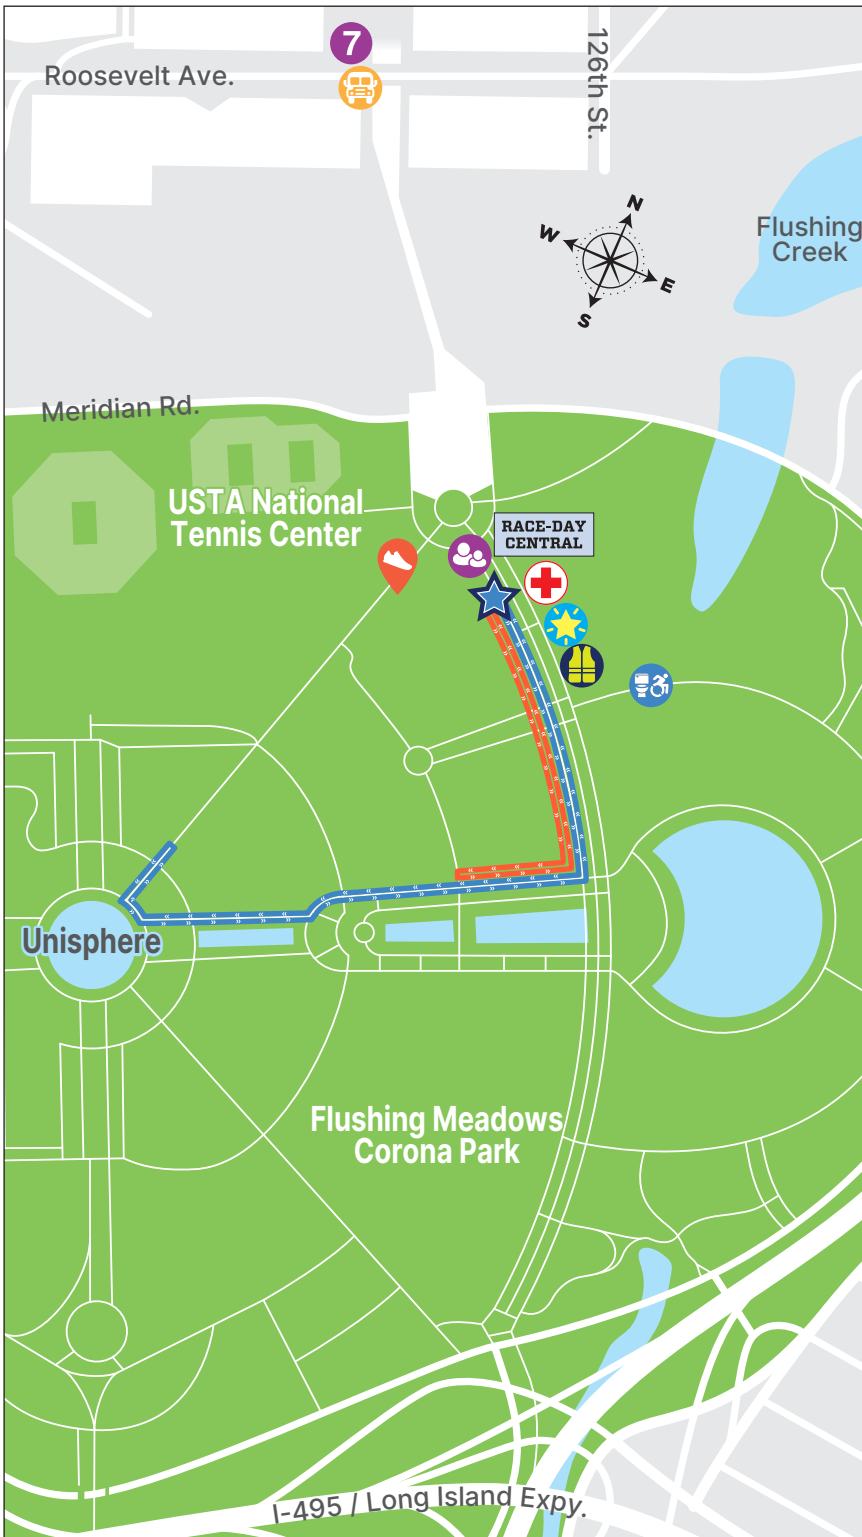 7
Roosevelt Ave.
126th St.
N
W
E
S
Flushing
Creek
Meridian Rd.
USTA National
Tennis Center
RACE-DAY
CENTRAL
Unisphere
Flushing Meadows
Corona Park
I-495 / Long Island Expy.